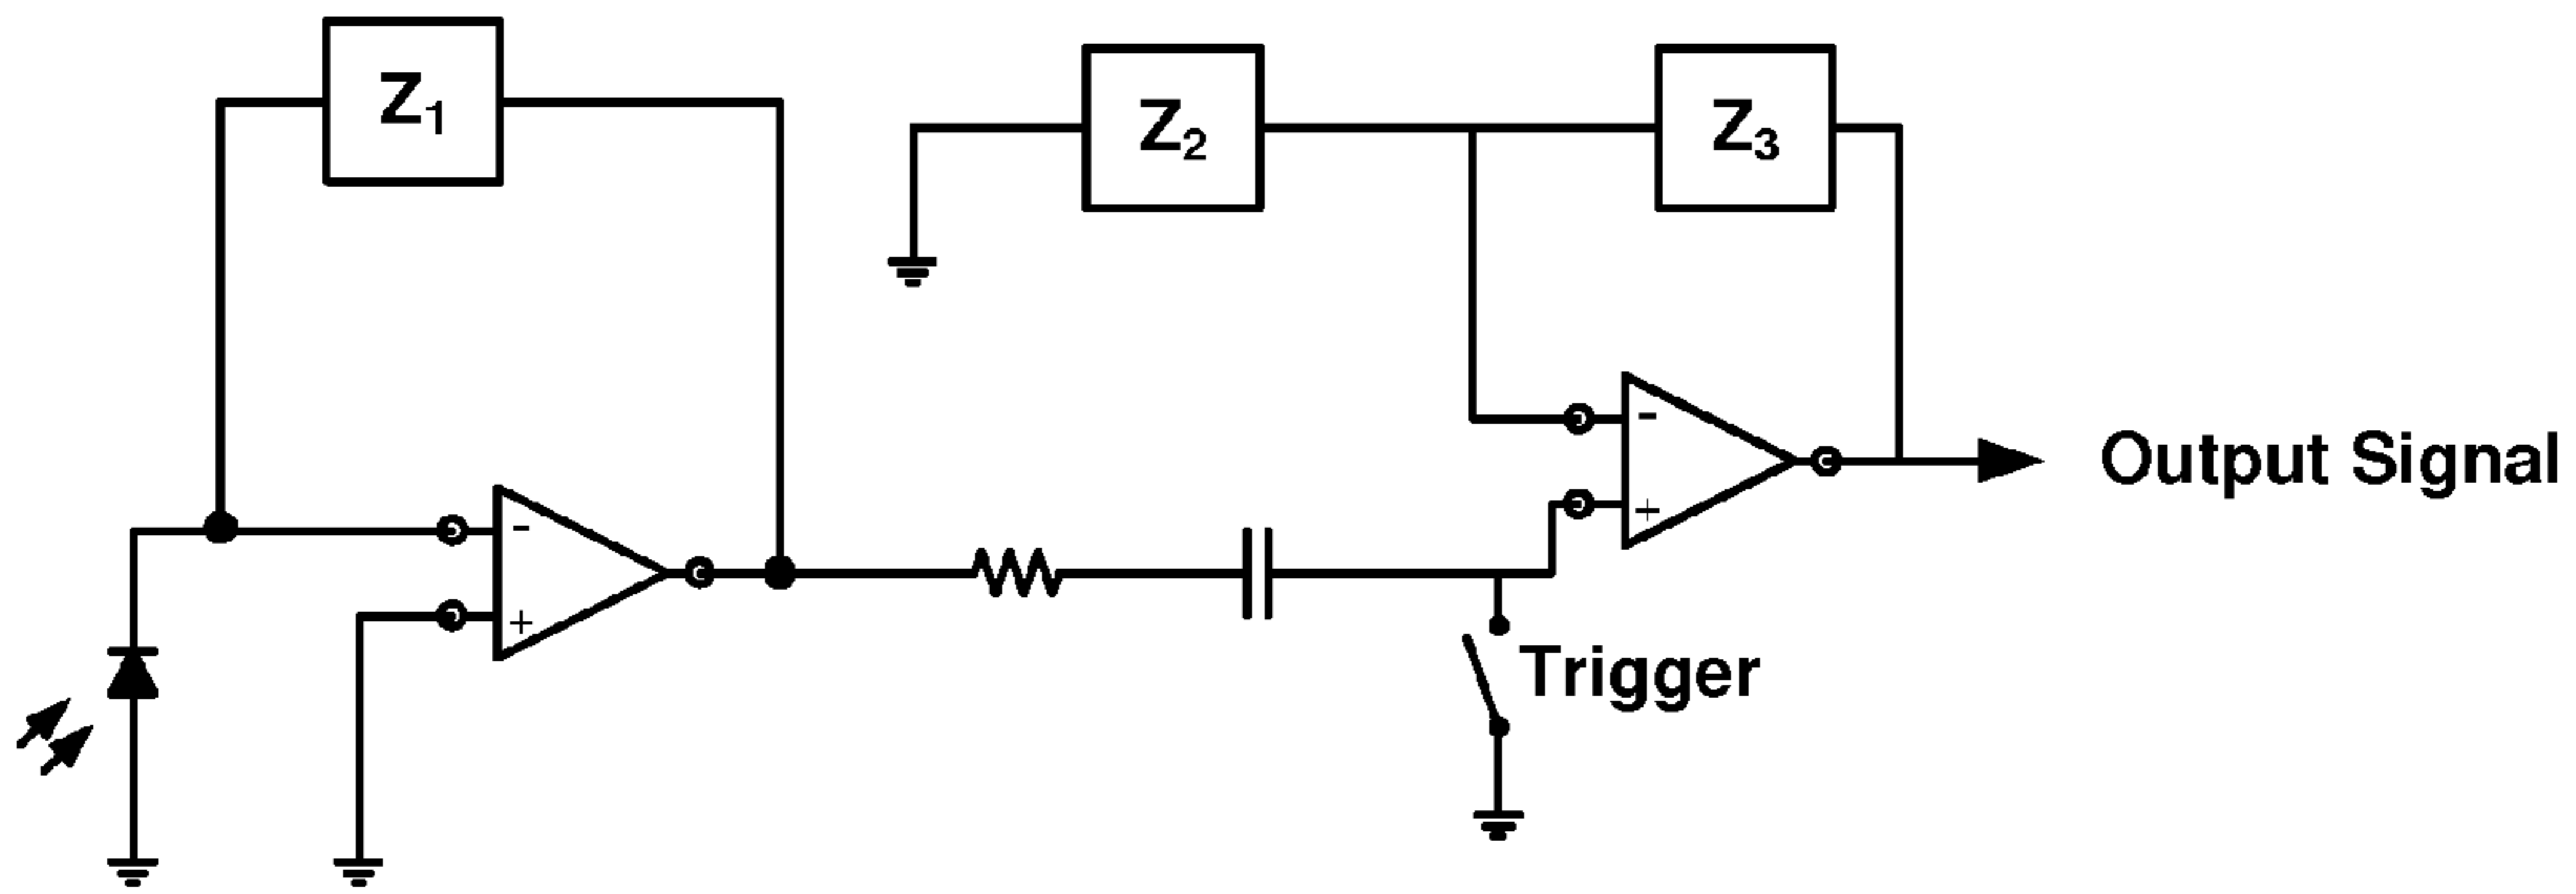 Z₁
Z₂
Z₃
-
+
Output Signal
-
+
Trigger